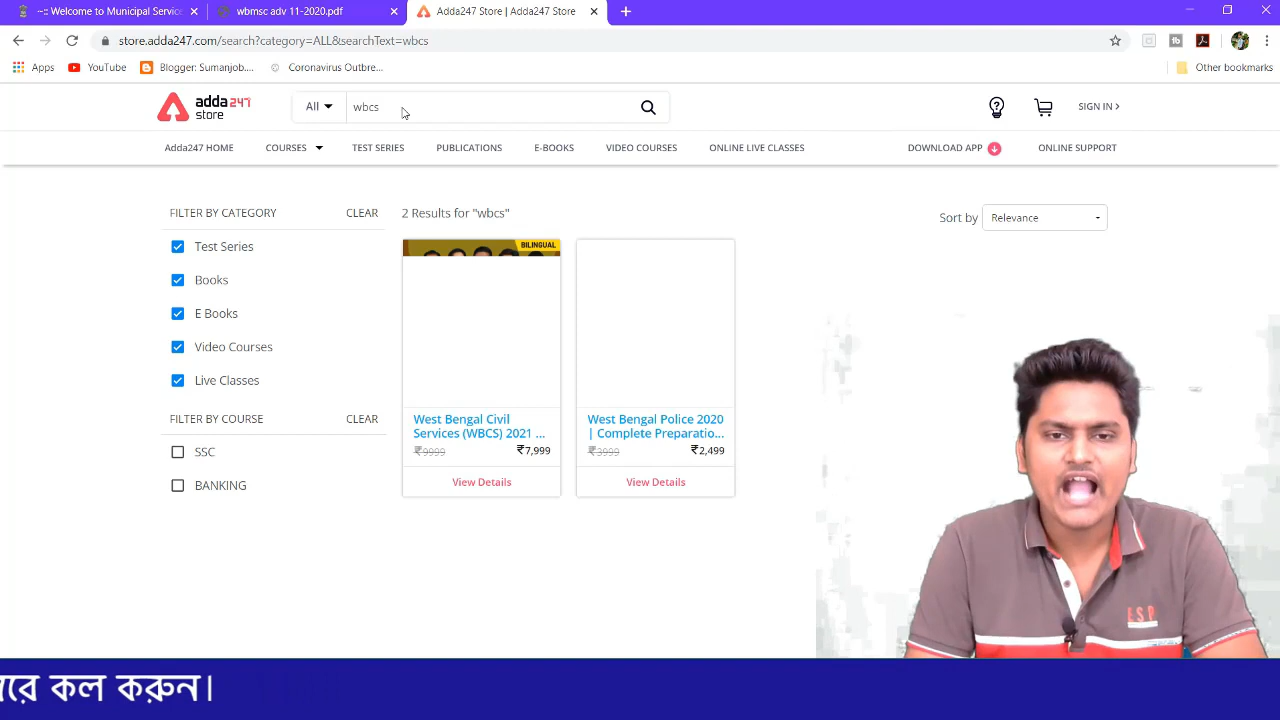 -:: Welcome to Municipal Service
wbmsc adv 11-2020.pdf
Adda247 Store | Adda247 Store
store.adda247.com/search?category=ALL&searchText=wbcs
Apps
YouTube
Blogger: Sumanjob....
Coronavirus Outbre...
Other bookmarks
adda247
store
All
wbcs
SIGN IN >
Adda247 HOME
COURSES
TEST SERIES
PUBLICATIONS
E-BOOKS
VIDEO COURSES
ONLINE LIVE CLASSES
DOWNLOAD APP
ONLINE SUPPORT
FILTER BY CATEGORY
CLEAR
Test Series
Books
E Books
Video Courses
Live Classes
FILTER BY COURSE
CLEAR
SSC
BANKING
2 Results for "wbcs"
Sort by
Relevance
BILINGUAL
West Bengal Civil
Services (WBCS) 2021 ...
₹9999
₹7,999
View Details
West Bengal Police 2020
| Complete Preparatio...
₹3999
₹2,499
View Details
ESP
কল করুন।